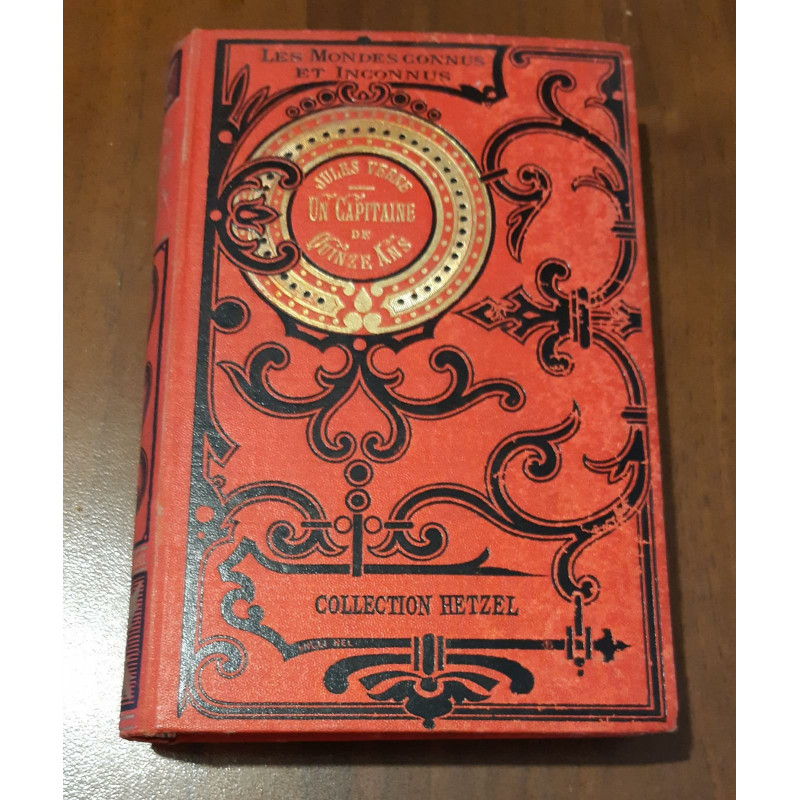 LES MONDES CONNUS
ET INCONNUS
JULES VERNE
UN CAPITAINE
DE
QUINZE ANS
COLLECTION HETZEL